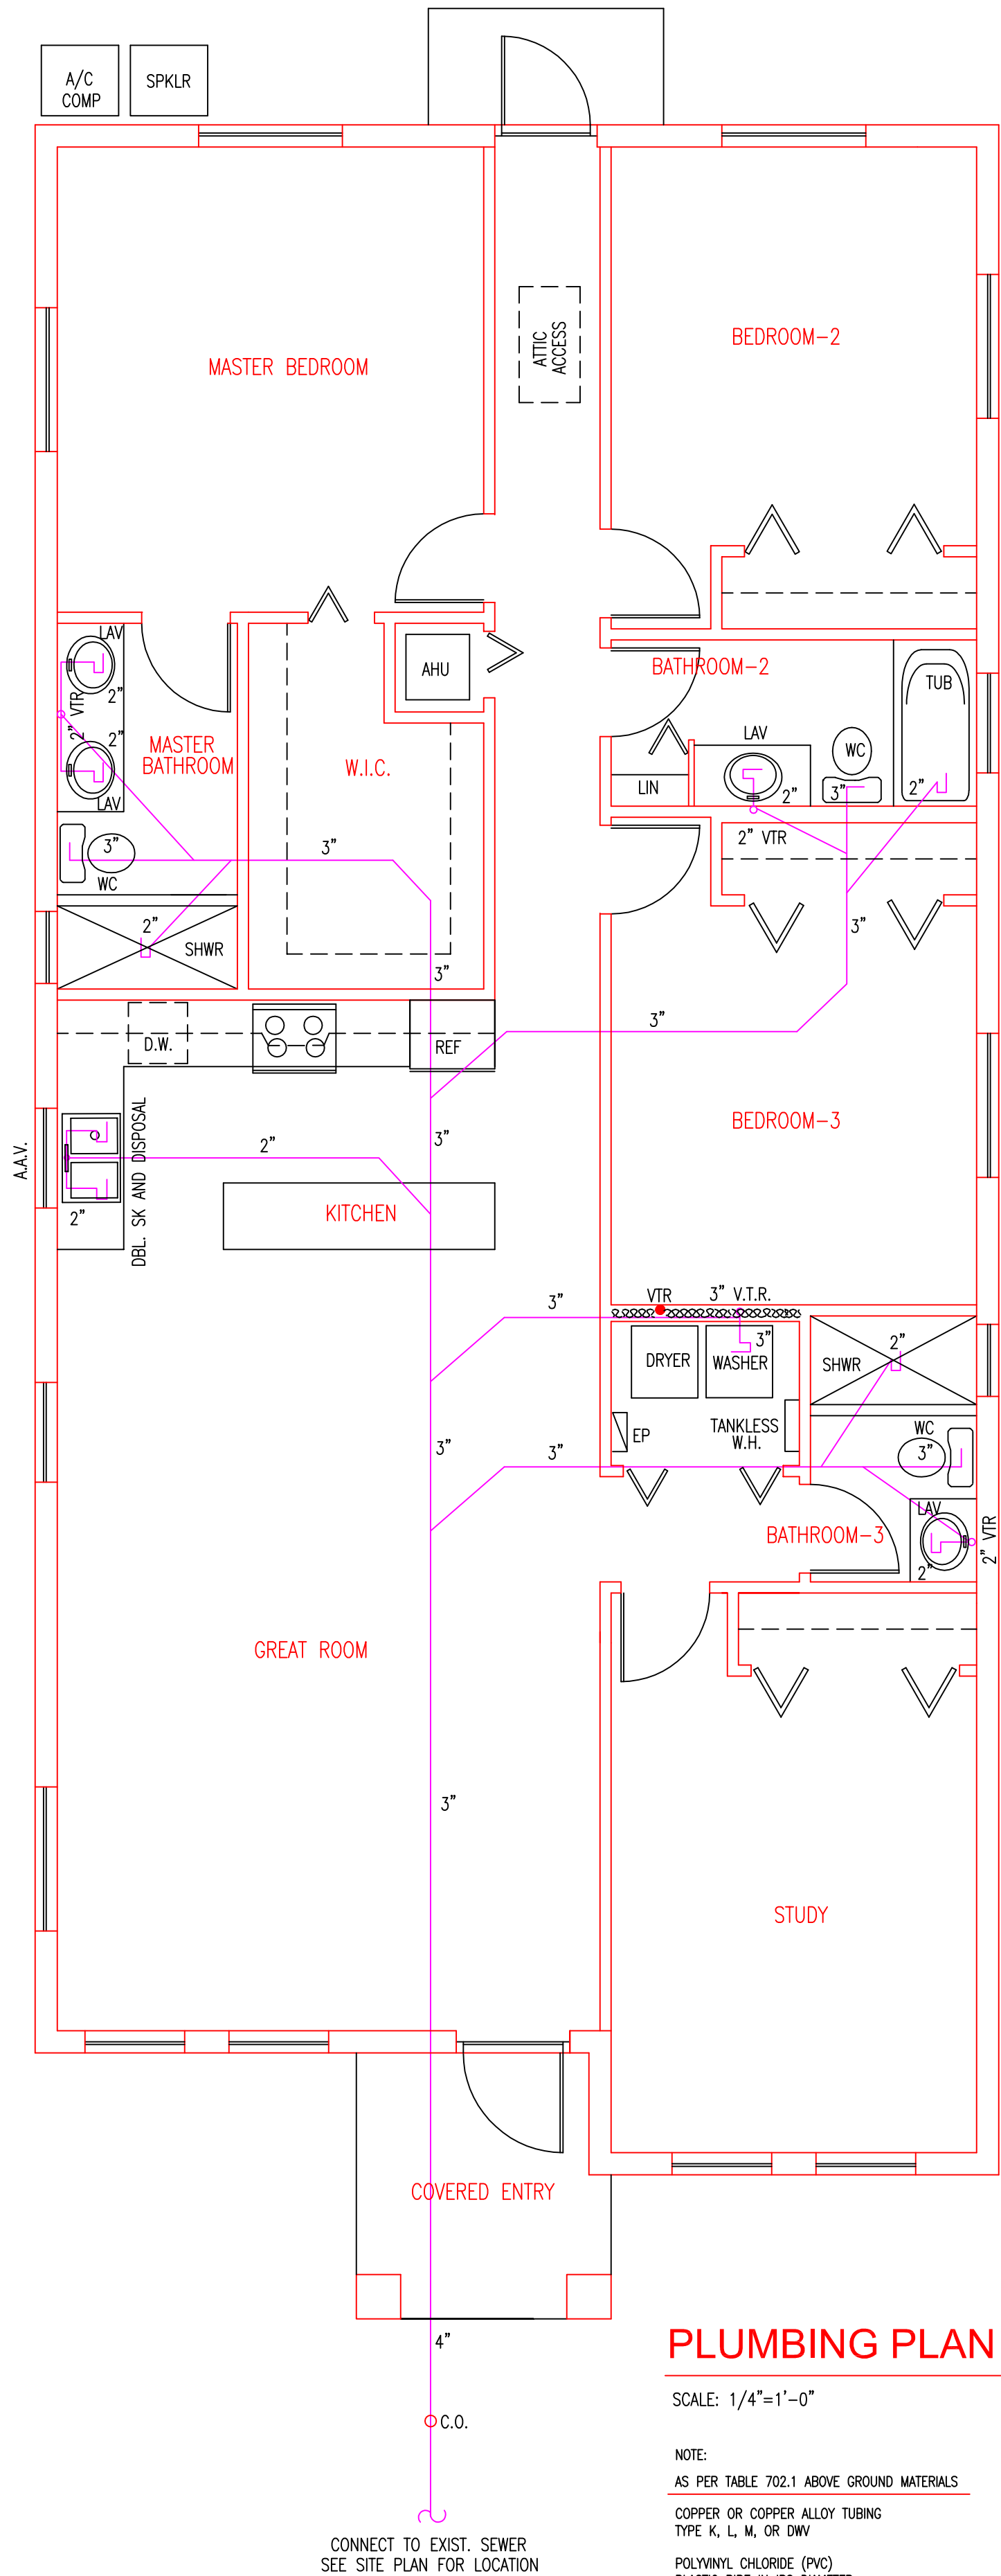 A/C
COMP
SPKLR
ATTIC
ACCESS
BEDROOM-2
MASTER BEDROOM
LAV
AHU
BATHROOM-2
TUB
2"
2" VTR
2"
LAV
WC
MASTER
BATHROOM
W.I.C.
LIN
2"
3"
2"
LAV
2" VTR
3"
3"
WC
2"
SHWR
3"
3"
3"
D.W.
REF
A.A.V.
DBL. SK AND DISPOSAL
2"
3"
BEDROOM-3
2"
KITCHEN
VTR
3" V.T.R.
3"
3"
2"
DRYER
WASHER
SHWR
EP
TANKLESS
W.H.
WC
3"
3"
3"
LAV
BATHROOM-3
2" VTR
2"
GREAT ROOM
3"
STUDY
COVERED ENTRY
4"
PLUMBING PLAN
SCALE: 1/4"=1'-0"
C.O.
NOTE:
AS PER TABLE 702.1 ABOVE GROUND MATERIALS
COPPER OR COPPER ALLOY TUBING
TYPE K, L, M, OR DWV
CONNECT TO EXIST. SEWER
SEE SITE PLAN FOR LOCATION
POLYVINYL CHLORIDE (PVC)